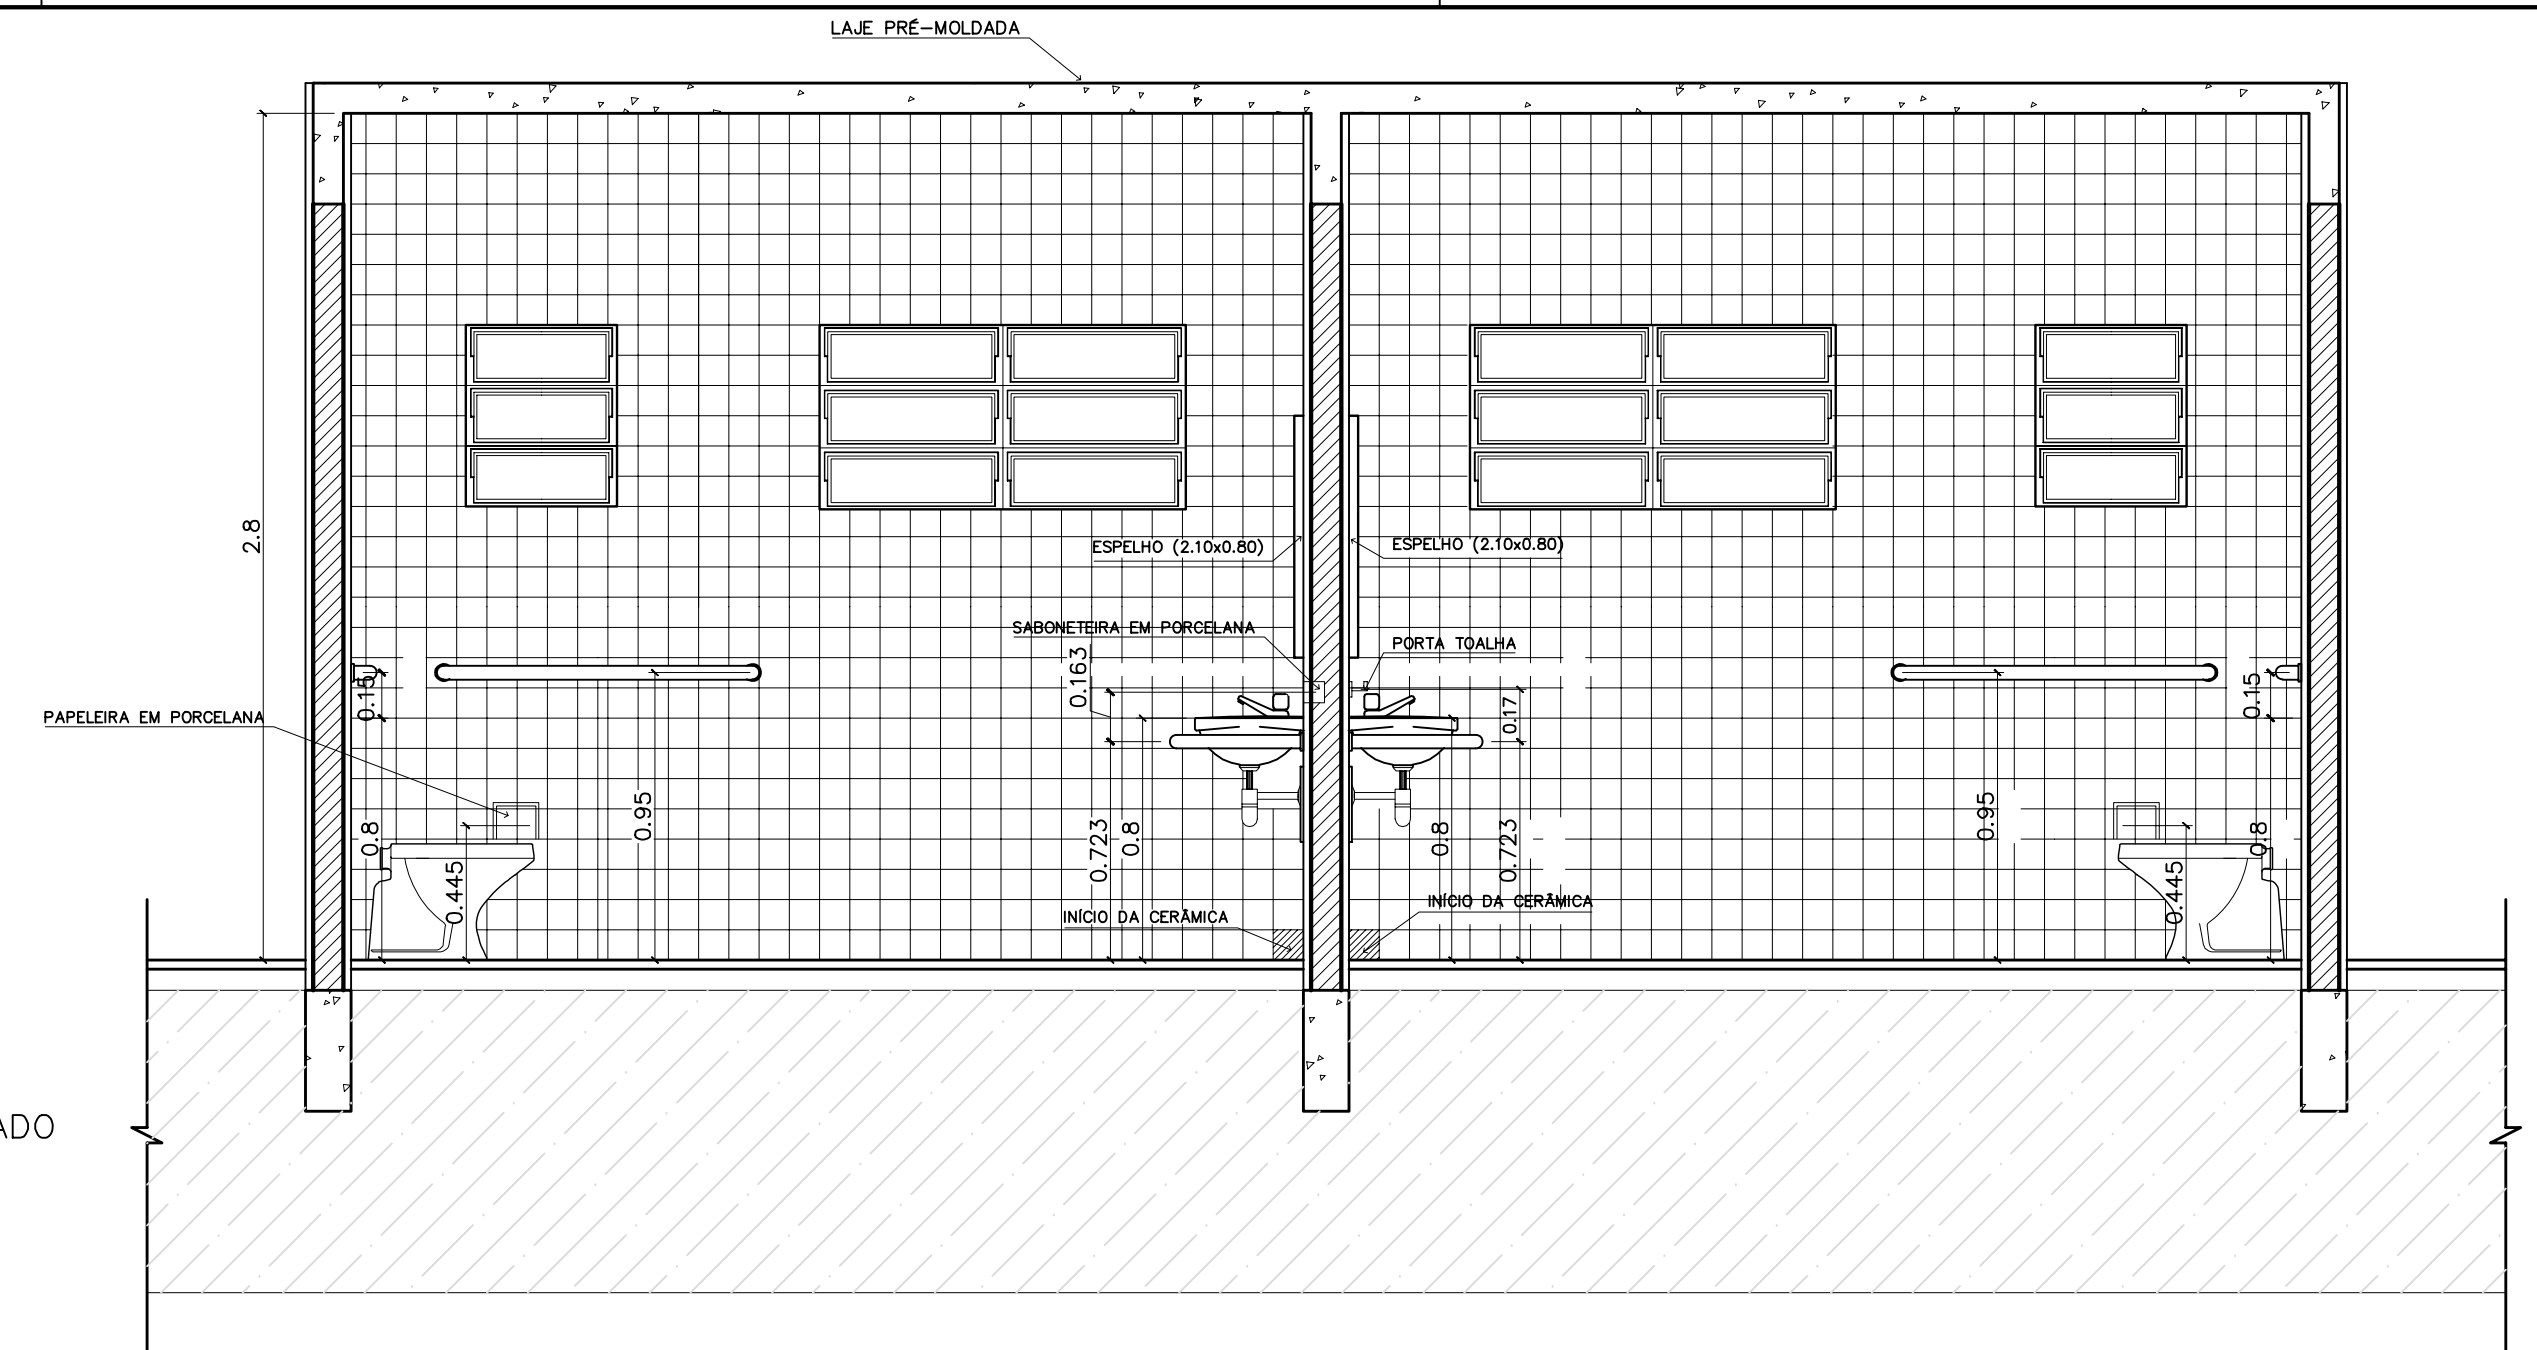 LAJE PRÉ-MOLDADA
2.8
ESPELHO (2.10x0.80)
ESPELHO (2.10x0.80)
SABONETEIRA EM PORCELANA
PORTA TOALHA
0.163
0.15
0.17
0.15
PAPELEIRA EM PORCELANA
0.8
0.95
0.445
0.723
0.8
0.8
0.723
0.95
0.445
0.8
INÍCIO DA CERÂMICA
INÍCIO DA CERÂMICA
ADO